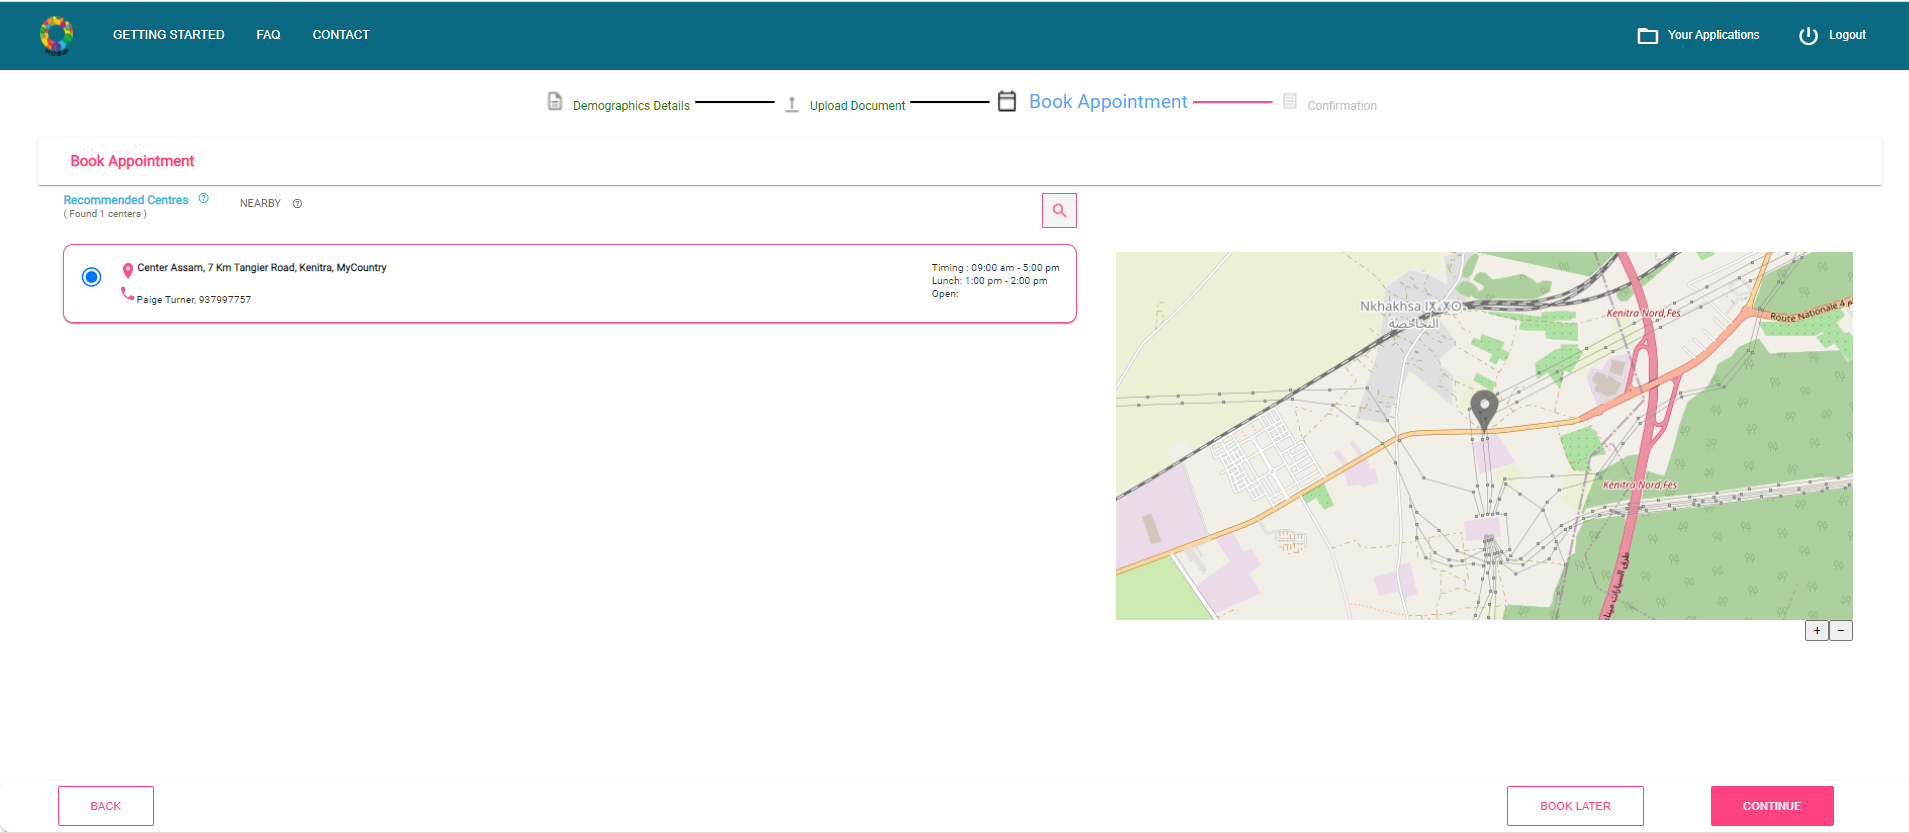 MOSIP
GETTING STARTED FAQ CONTACT Your Applications Logout
Demographics Details Upload Document Book Appointment Confirmation
Book Appointment
Recommended Centres NEARBY
( Found 1 centers )
Center Assam, 7 Km Tangier Road, Kenitra, MyCountry
Paige Turner, 937997757
Timing : 09:00 am - 5:00 pm
Lunch: 1:00 pm - 2:00 pm
Open:
Nkhakhsa
النخاخصة
Kenitra Nord,Fes
Route Nationale 4
Kenitra Nord,Fes
طرق السيارات
+ −
BACK BOOK LATER CONTINUE